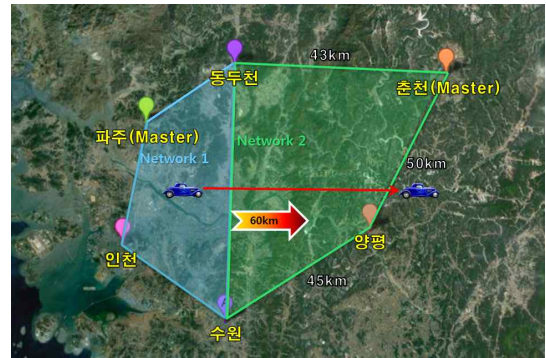 43km
동두천
춘천(Master)
파주(Master)
Network 1
Network 2
50km
60km
양평
인천
45km
수원